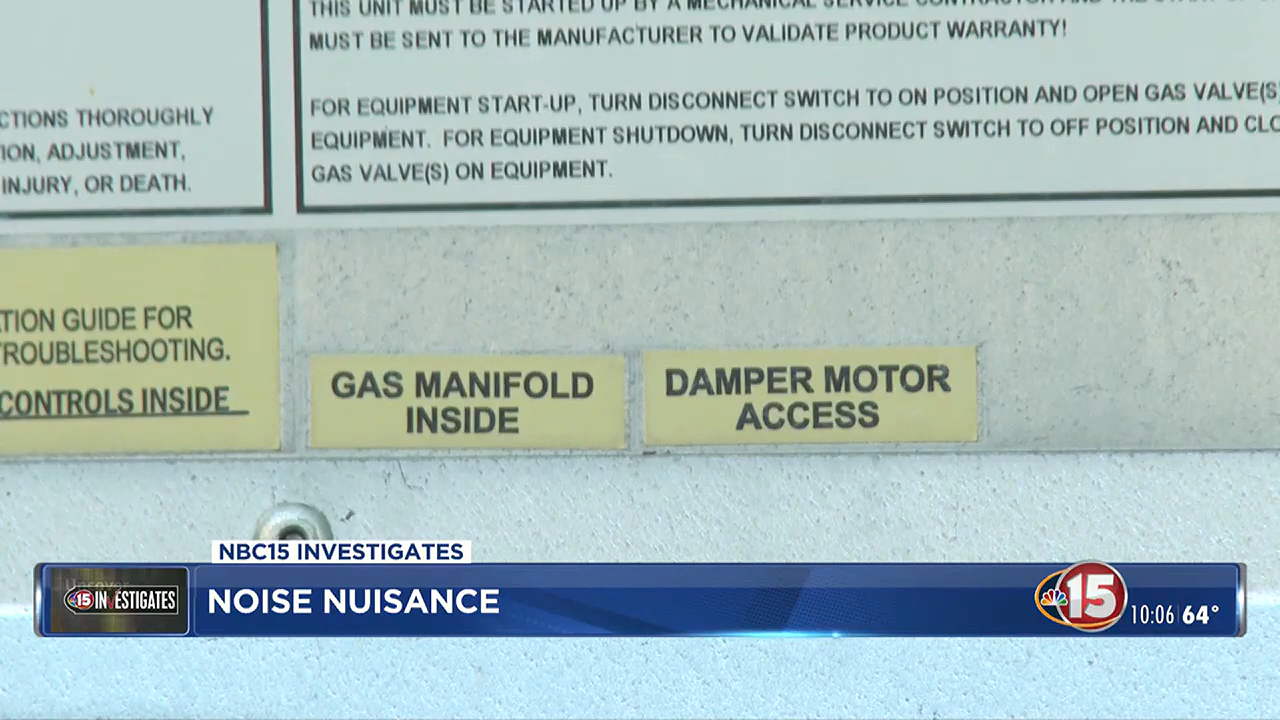 THIS UNIT MUST BE STARTED UP BY A MECHANICAL SERVICE CONTRACTOR AND THE START-UP
MUST BE SENT TO THE MANUFACTURER TO VALIDATE PRODUCT WARRANTY!
FOR EQUIPMENT START-UP, TURN DISCONNECT SWITCH TO ON POSITION AND OPEN GAS VALVE(S)
EQUIPMENT. FOR EQUIPMENT SHUTDOWN, TURN DISCONNECT SWITCH TO OFF POSITION AND CLO
GAS VALVE(S) ON EQUIPMENT.
CTIONS THOROUGHLY
ION, ADJUSTMENT,
INJURY, OR DEATH.
TION GUIDE FOR
TROUBLESHOOTING.
CONTROLS INSIDE
GAS MANIFOLD
INSIDE
DAMPER MOTOR
ACCESS
NBC15 INVESTIGATES
15 INVESTIGATES
NOISE NUISANCE
15
10:06 64°